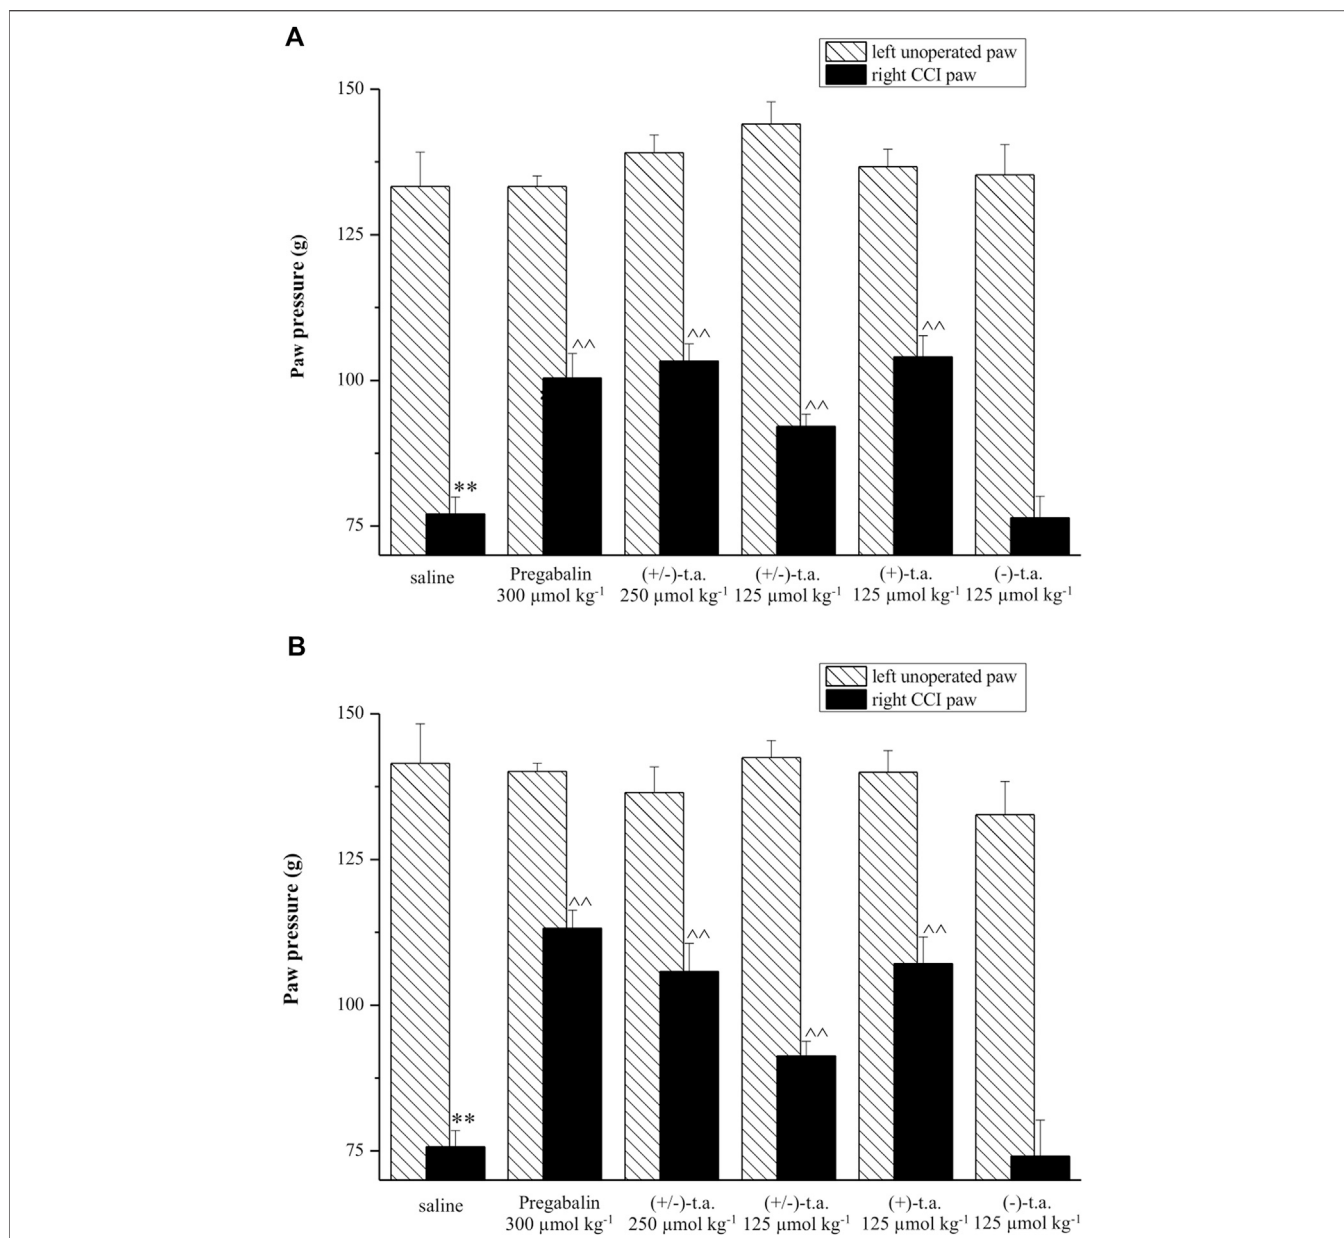 A
left unoperated paw
right CCI paw
150
125
100
75
Paw pressure (g)
** ^^ ^^ ^^ ^^
saline Pregabalin (+/-)-t.a. (+/-)-t.a. (+)-t.a. (-)-t.a.
300 µmol kg⁻¹ 250 µmol kg⁻¹ 125 µmol kg⁻¹ 125 µmol kg⁻¹ 125 µmol kg⁻¹
B
left unoperated paw
right CCI paw
150
125
100
75
Paw pressure (g)
** ^^ ^^ ^^ ^^
saline Pregabalin (+/-)-t.a. (+/-)-t.a. (+)-t.a. (-)-t.a.
300 µmol kg⁻¹ 250 µmol kg⁻¹ 125 µmol kg⁻¹ 125 µmol kg⁻¹ 125 µmol kg⁻¹